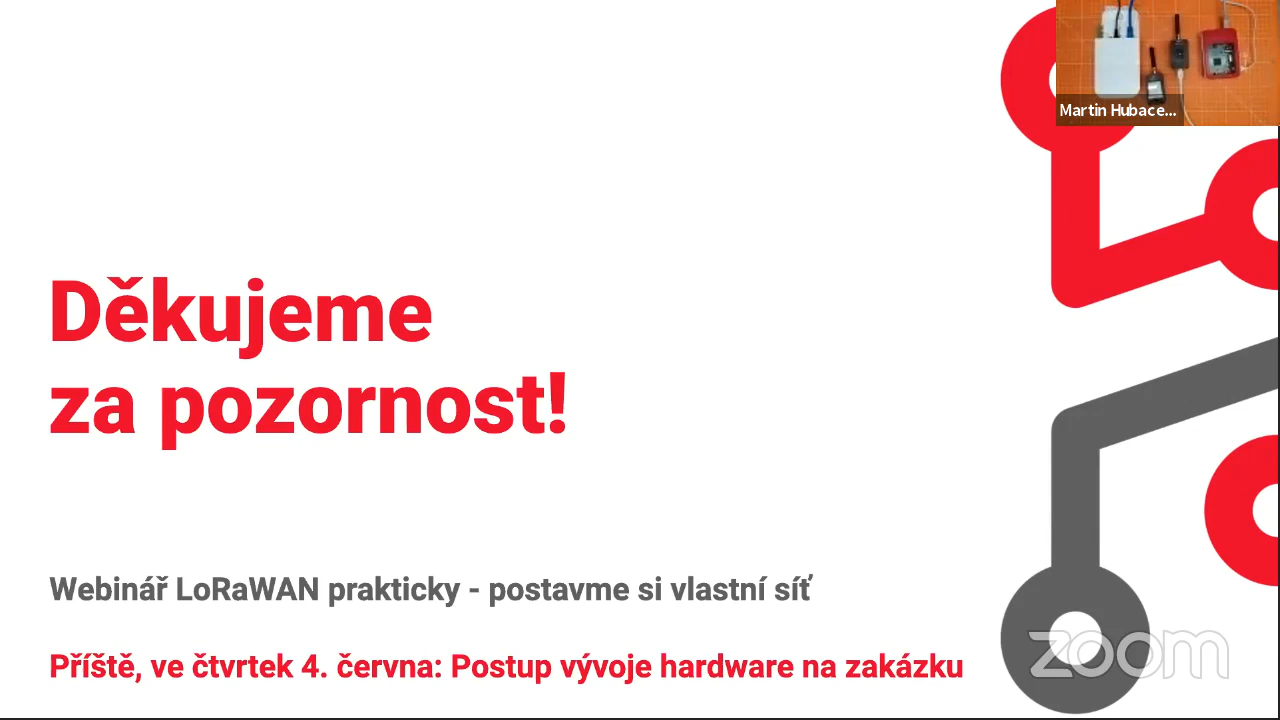 Martin Hubace...
Děkujeme
za pozornost!
Webinář LoRaWAN prakticky - postavme si vlastní síť
Příště, ve čtvrtek 4. června: Postup vývoje hardware na zakázku
zoom